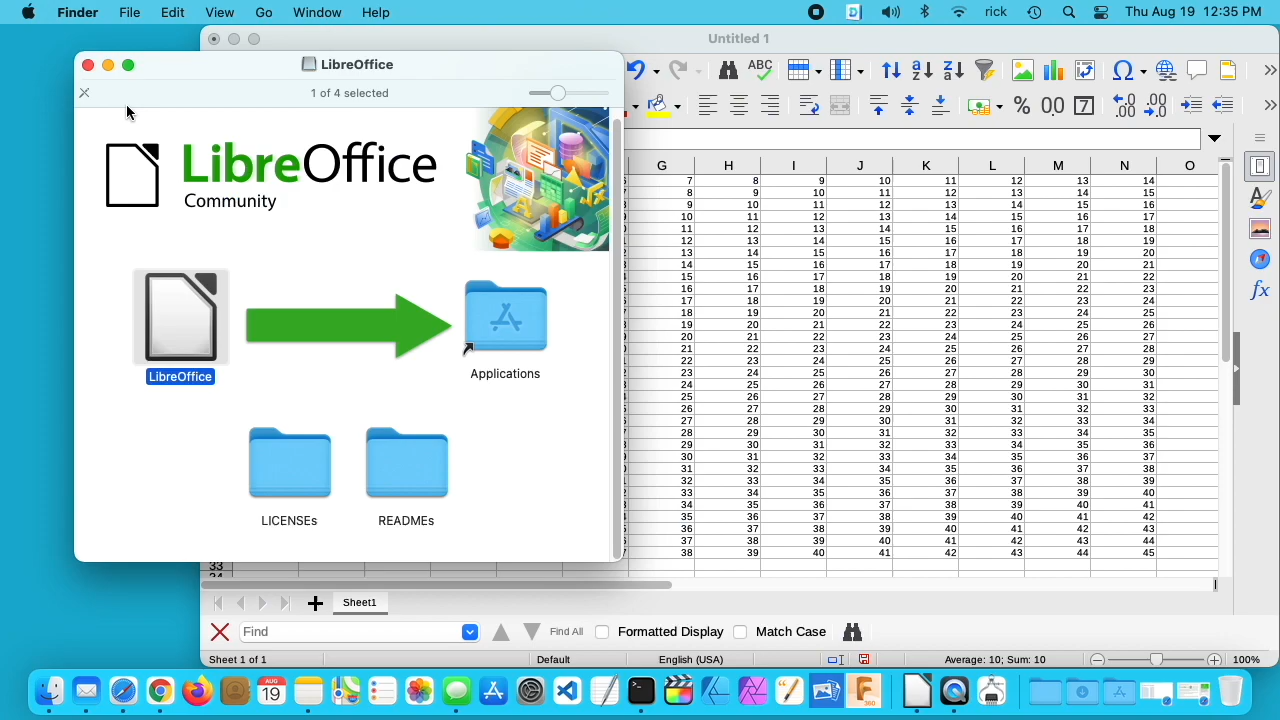 Finder File Edit View Go Window Help rick Thu Aug 19 12:35 PM
Untitled 1
LibreOffice
1 of 4 selected
ABC
LibreOffice
Community
LibreOffice
Applications
LICENSEs
READMEs
G H I J K L M N O
7 8 9 10 11 12 13 14
8 9 10 11 12 13 14 15
9 10 11 12 13 14 15 16
10 11 12 13 14 15 16 17
11 12 13 14 15 16 17 18
12 13 14 15 16 17 18 19
13 14 15 16 17 18 19 20
14 15 16 17 18 19 20 21
15 16 17 18 19 20 21 22
16 17 18 19 20 21 22 23
17 18 19 20 21 22 23 24
18 19 20 21 22 23 24 25
19 20 21 22 23 24 25 26
20 21 22 23 24 25 26 27
21 22 23 24 25 26 27 28
22 23 24 25 26 27 28 29
23 24 25 26 27 28 29 30
24 25 26 27 28 29 30 31
25 26 27 28 29 30 31 32
26 27 28 29 30 31 32 33
27 28 29 30 31 32 33 34
28 29 30 31 32 33 34 35
29 30 31 32 33 34 35 36
30 31 32 33 34 35 36 37
31 32 33 34 35 36 37 38
32 33 34 35 36 37 38 39
33 34 35 36 37 38 39 40
34 35 36 37 38 39 40 41
35 36 37 38 39 40 41 42
36 37 38 39 40 41 42 43
37 38 39 40 41 42 43 44
38 39 40 41 42 43 44 45
33
Sheet1
Find Find All Formatted Display Match Case
Sheet 1 of 1 Default English (USA) Average: 10; Sum: 10 100%
AUG
19